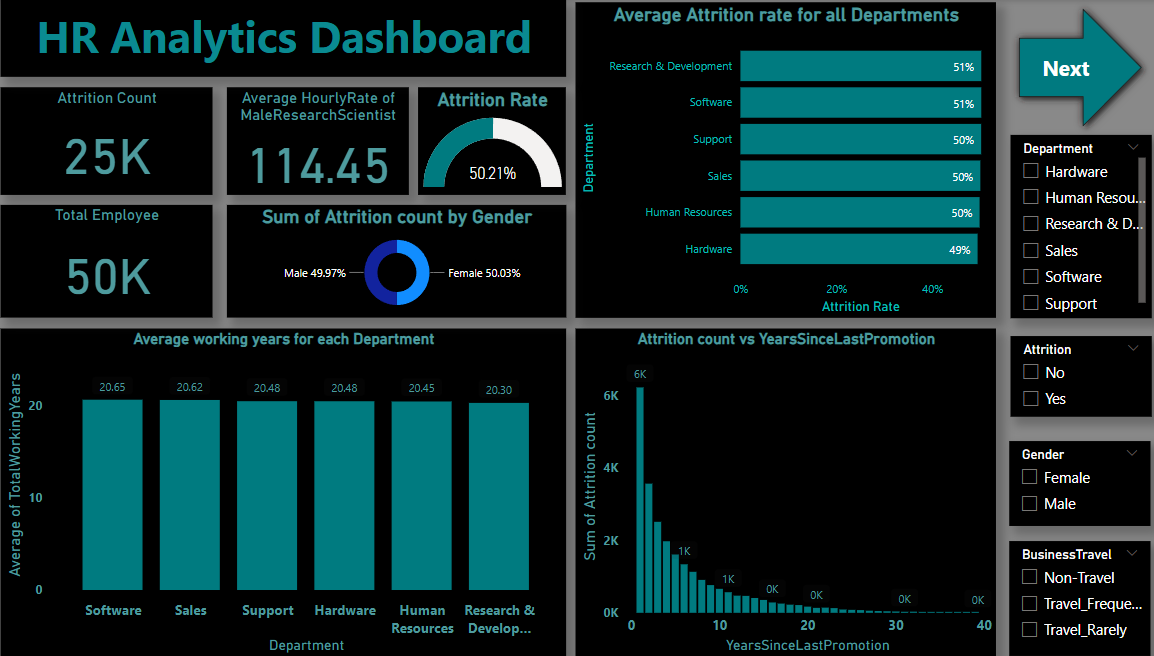 HR Analytics Dashboard
Attrition Count
25K
Average HourlyRate of
MaleResearchScientist
114.45
Attrition Rate
50.21%
Total Employee
50K
Sum of Attrition count by Gender
Male 49.97%
Female 50.03%
Average Attrition rate for all Departments
Department
Research & Development
51%
Software
51%
Support
50%
Sales
50%
Human Resources
50%
Hardware
49%
0%
20%
40%
Attrition Rate
Average working years for each Department
Average of TotalWorkingYears
20
10
0
20.65
20.62
20.48
20.48
20.45
20.30
Software
Sales
Support
Hardware
Human
Resources
Research &
Develop...
Department
Attrition count vs YearsSinceLastPromotion
Sum of Attrition count
6K
4K
2K
0K
6K
1K
1K
0K
0K
0K
0K
0
10
20
30
40
YearsSinceLastPromotion
Next
Department
Hardware
Human Resou...
Research & D...
Sales
Software
Support
Attrition
No
Yes
Gender
Female
Male
BusinessTravel
Non-Travel
Travel_Freque...
Travel_Rarely